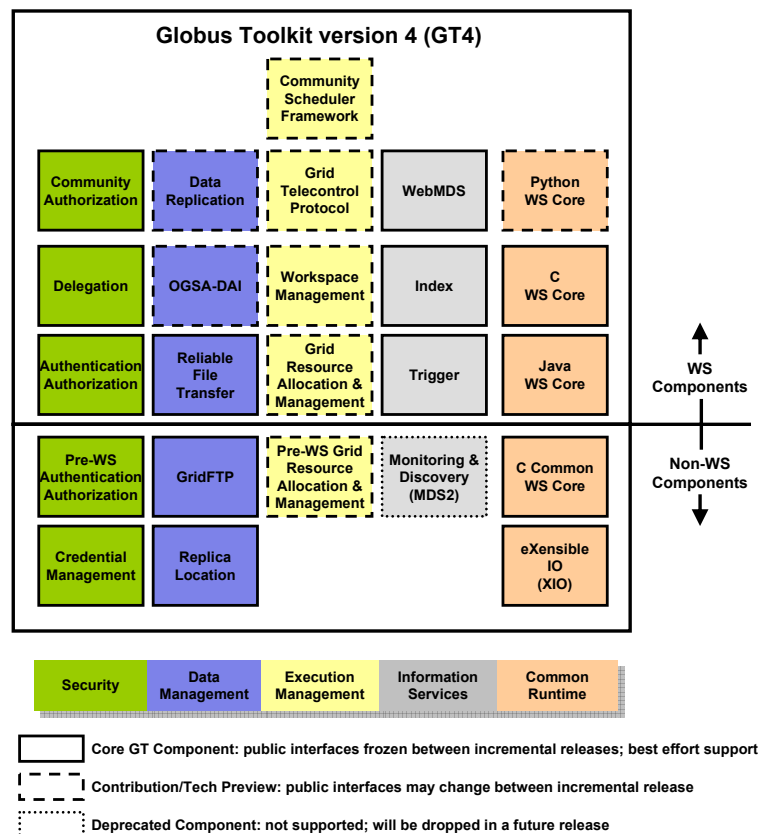 Globus Toolkit version 4 (GT4)
Community
Scheduler
Framework
Community
Authorization
Data
Replication
Grid
Telecontrol
Protocol
WebMDS
Python
WS Core
Delegation
OGSA-DAI
Workspace
Management
Index
C
WS Core
Authentication
Authorization
Reliable
File
Transfer
Grid
Resource
Allocation &
Management
Trigger
Java
WS Core
WS
Components
Non-WS
Components
Pre-WS
Authentication
Authorization
GridFTP
Pre-WS Grid
Resource
Allocation &
Management
Monitoring &
Discovery
(MDS2)
C Common
WS Core
Credential
Management
Replica
Location
eXensible
IO
(XIO)
Security
Data
Management
Execution
Management
Information
Services
Common
Runtime
Core GT Component: public interfaces frozen between incremental releases; best effort support
Contribution/Tech Preview: public interfaces may change between incremental release
Deprecated Component: not supported; will be dropped in a future release